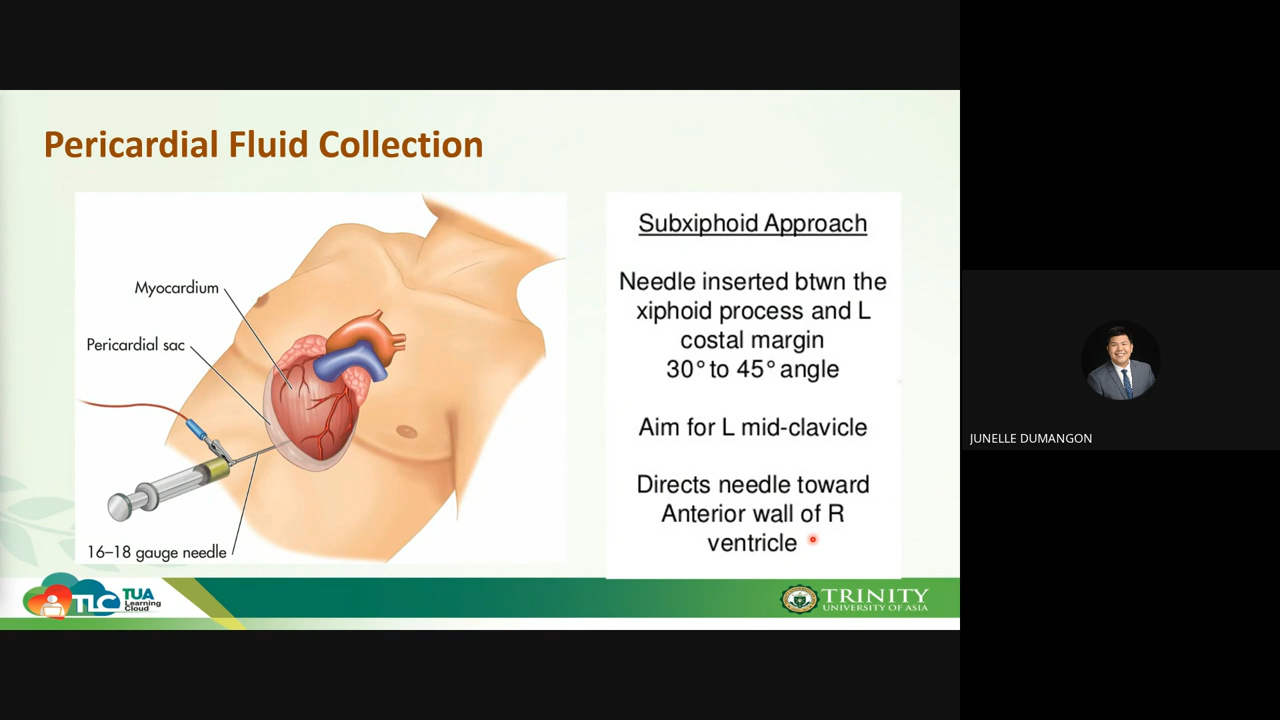 Pericardial Fluid Collection
Myocardium
Pericardial sac
16–18 gauge needle
Subxiphoid Approach
Needle inserted btwn the
xiphoid process and L
costal margin
30° to 45° angle
Aim for L mid-clavicle
Directs needle toward
Anterior wall of R
ventricle
TLC
TUA
Learning
Cloud
TRINITY
UNIVERSITY OF ASIA
JUNELLE DUMANGON